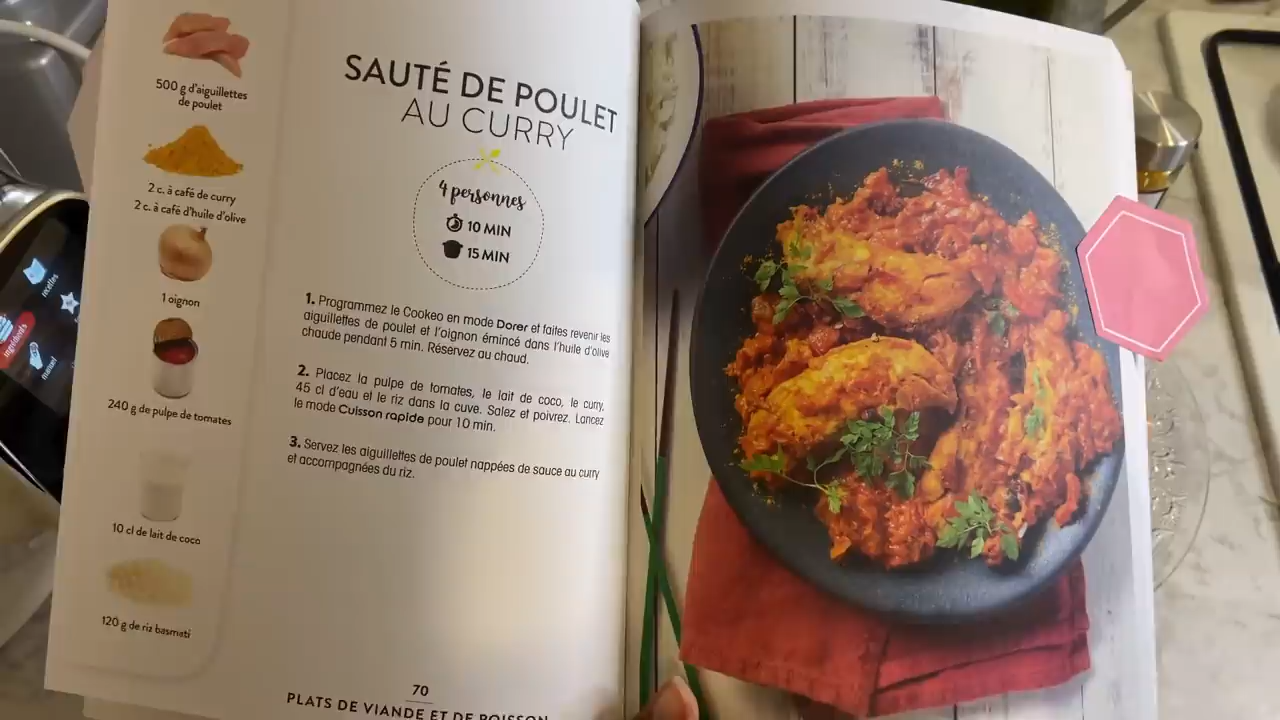 500 g d'aiguillettes
de poulet
2 c. à café de curry
2 c. à café d'huile d'olive
1 oignon
240 g de pulpe de tomates
10 cl de lait de coco
120 g de riz basmati
SAUTÉ DE POULET
AU CURRY
4 personnes
10 MIN
15 MIN
1. Programmez le Cookeo en mode Dorer et faites revenir les
aiguillettes de poulet et l'oignon émincé dans l'huile d'olive
chaude pendant 5 min. Réservez au chaud.
2. Placez la pulpe de tomates, le lait de coco, le curry,
45 cl d'eau et le riz dans la cuve. Salez et poivrez. Lancez
le mode Cuisson rapide pour 10 min.
3. Servez les aiguillettes de poulet nappées de sauce au curry
et accompagnées du riz.
70
PLATS DE VIANDE ET DE POISSON
recettes
ingrédients
manuel